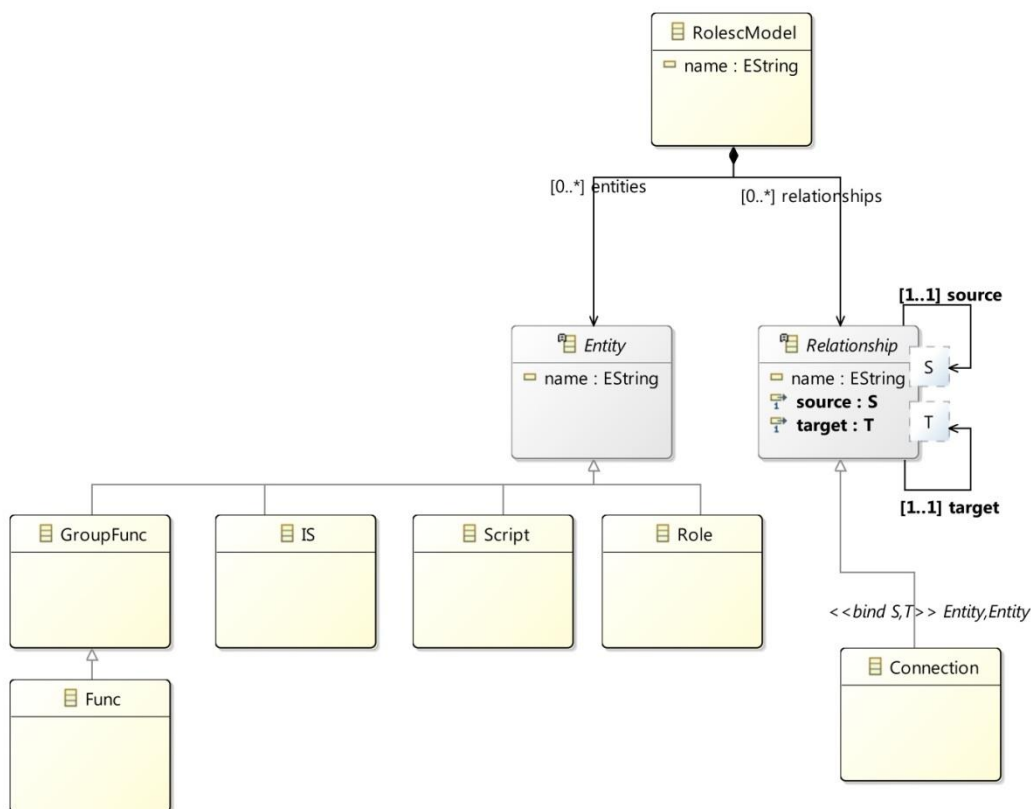 RolescModel
name : EString
[0..*] entities
[0..*] relationships
[1..1] source
Entity
name : EString
Relationship
name : EString
source : S
target : T
S
T
[1..1] target
GroupFunc
IS
Script
Role
<<bind S,T>> Entity,Entity
Func
Connection